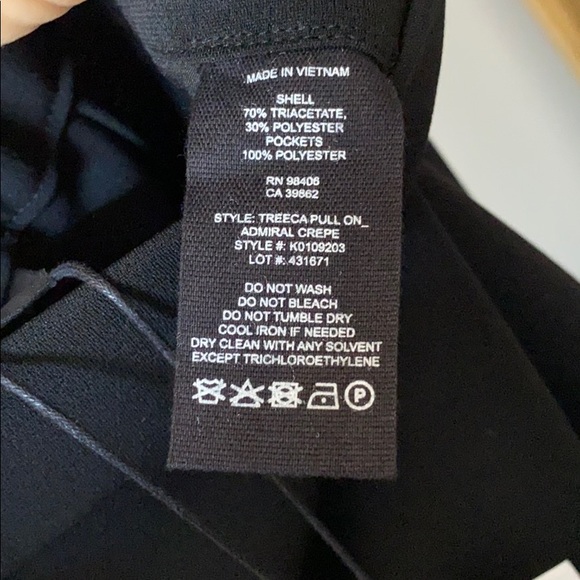 MADE IN VIETNAM
SHELL
70% TRIACETATE,
30% POLYESTER
POCKETS
100% POLYESTER
RN 98406
CA 39862
STYLE: TREECA PULL ON_
ADMIRAL CREPE
STYLE #: K0109203
LOT #: 431671
DO NOT WASH
DO NOT BLEACH
DO NOT TUMBLE DRY
COOL IRON IF NEEDED
DRY CLEAN WITH ANY SOLVENT
EXCEPT TRICHLOROETHYLENE
P